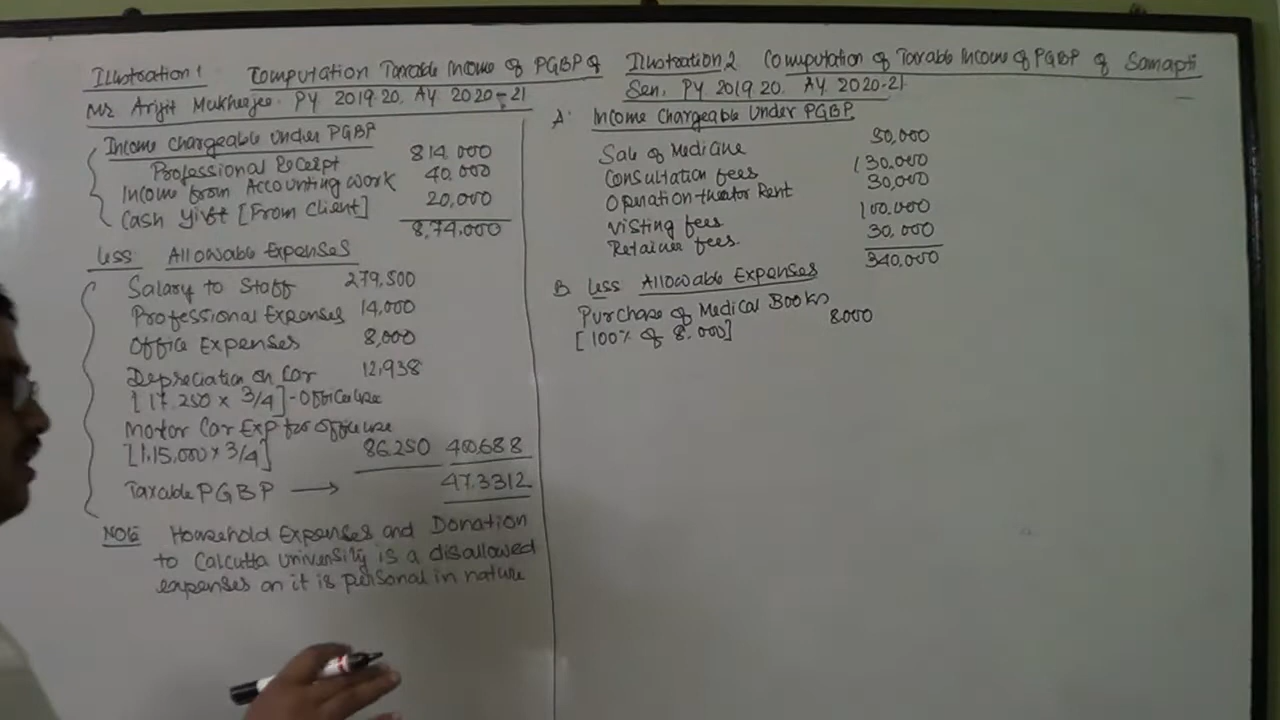 Illustration 1 Computation Taxable Income of PGBP of
Mr Arijit Mukherjee. PY 2019.20. AY 2020-21
Income chargeable under PGBP
Professional Receipt 814.000
Income from Accounting work 40,000
Cash gift [From Client] 20,000
8,74,000
Less Allowable Expenses
Salary to Staff 279,500
Professional Expenses 14,000
Office Expenses 8,000
Depreciation on Car 12,938
[17.250 x 3/4] - Office use
Motor Car Exp for Office use
[1,15,000 x 3/4] 86.250 400,688
Taxable PGBP → 47.3312
NOTE Household Expenses and Donation
to Calcutta University is a disallowed
expenses as it is personal in nature
Illustration 2 Computation of Taxable Income of PGBP of Samapti
Sen. PY 2019.20. AY 2020-21
A. Income Chargeable Under PGBP.
Sale of Medicine 50,000
Consultation fees 130.000
Operation-theator Rent 30,000
Visting fees 100.000
Retainer fees. 30,000
340,000
B. Less Allowable Expenses
Purchase of Medical Books 8000
[100% of 8.000]